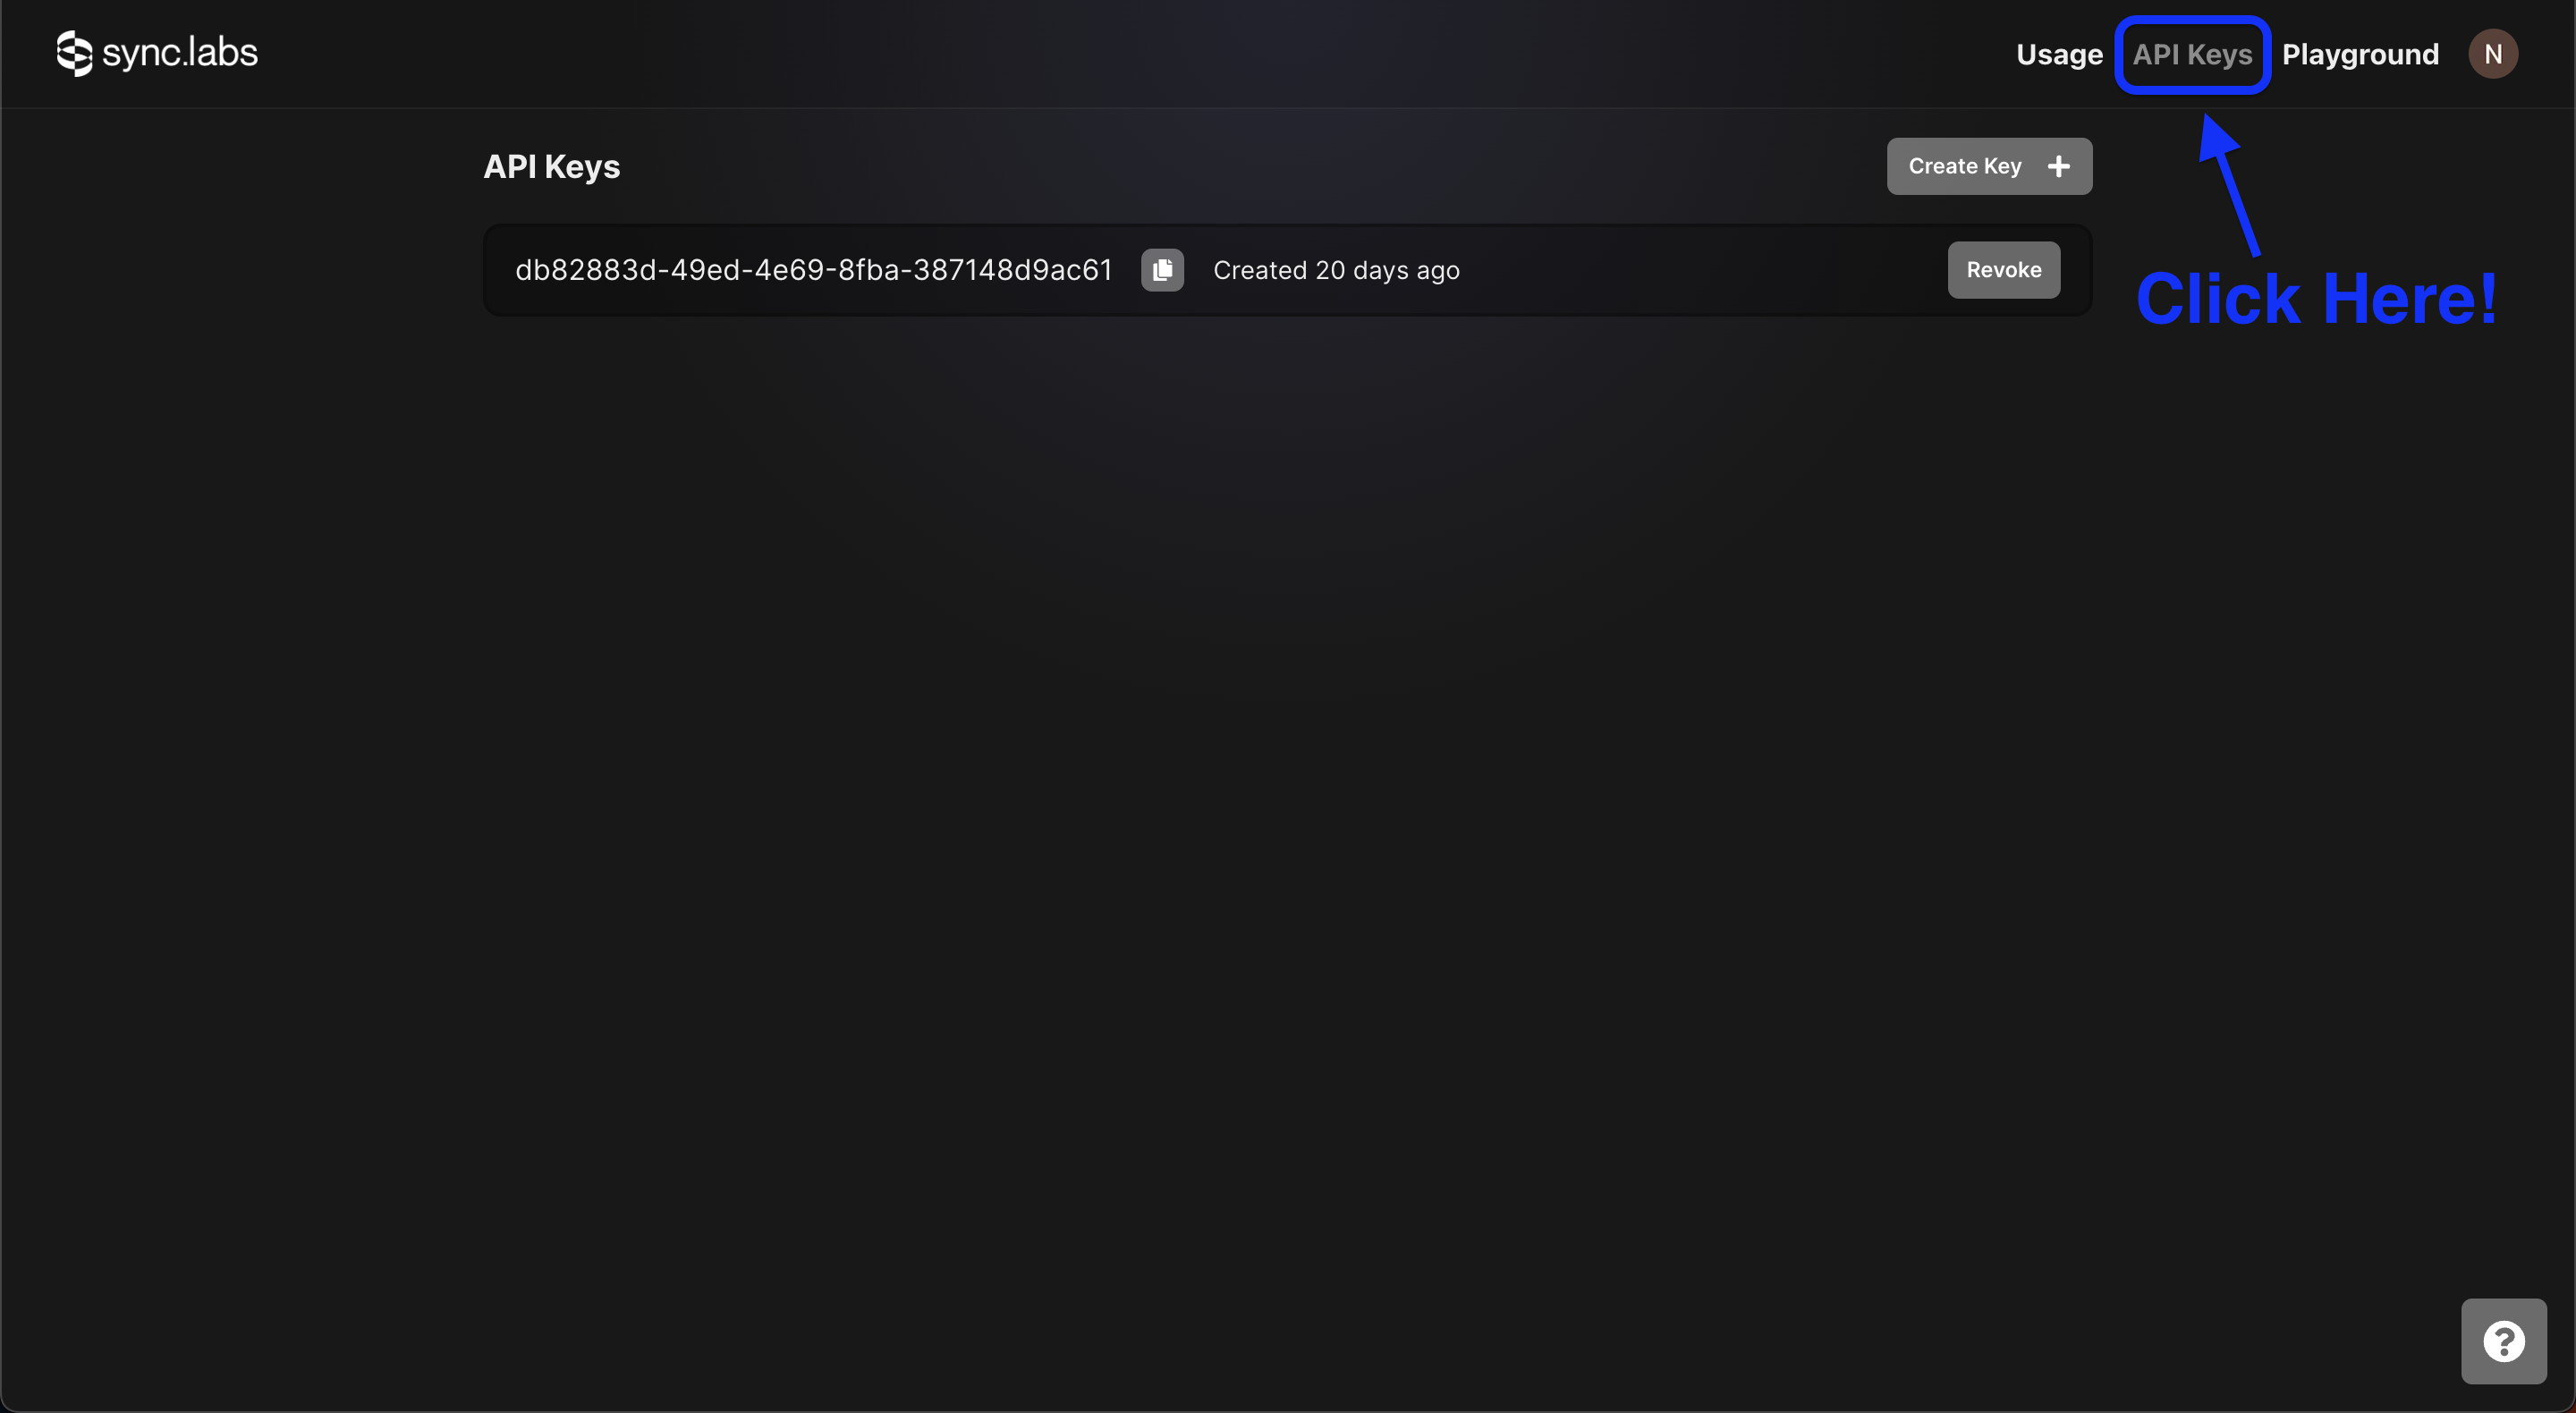 sync.labs
Usage API Keys Playground N
API Keys
Create Key +
db82883d-49ed-4e69-8fba-387148d9ac61 Created 20 days ago Revoke
Click Here!
?